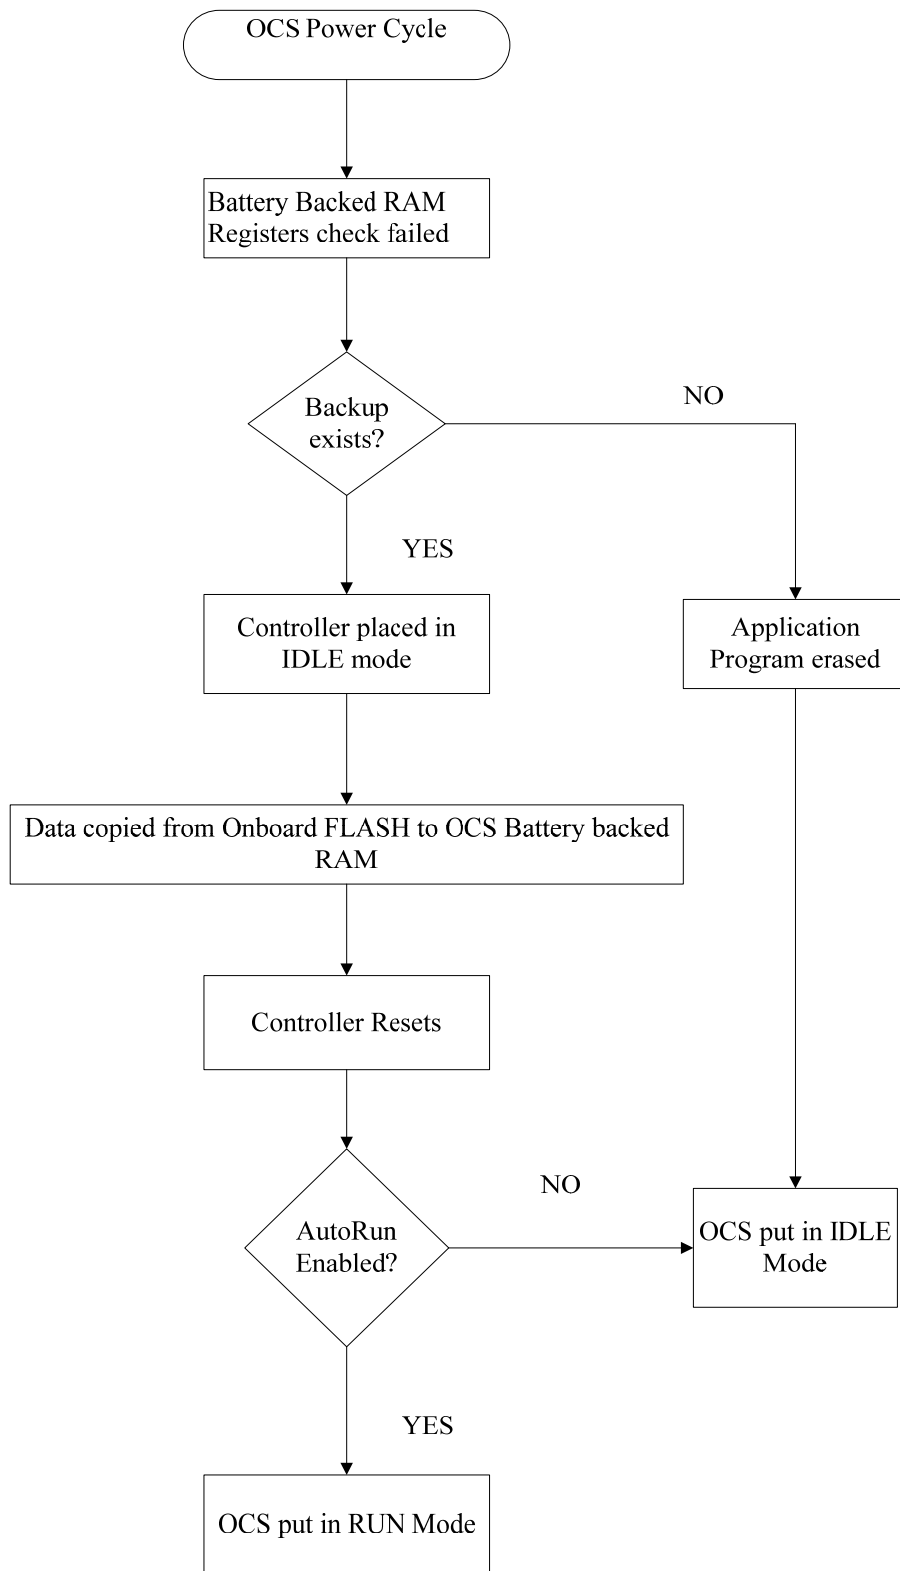 OCS Power Cycle
Battery Backed RAM
Registers check failed
Backup
exists?
NO
YES
Controller placed in
IDLE mode
Application
Program erased
Data copied from Onboard FLASH to OCS Battery backed
RAM
Controller Resets
AutoRun
Enabled?
NO
OCS put in IDLE
Mode
YES
OCS put in RUN Mode